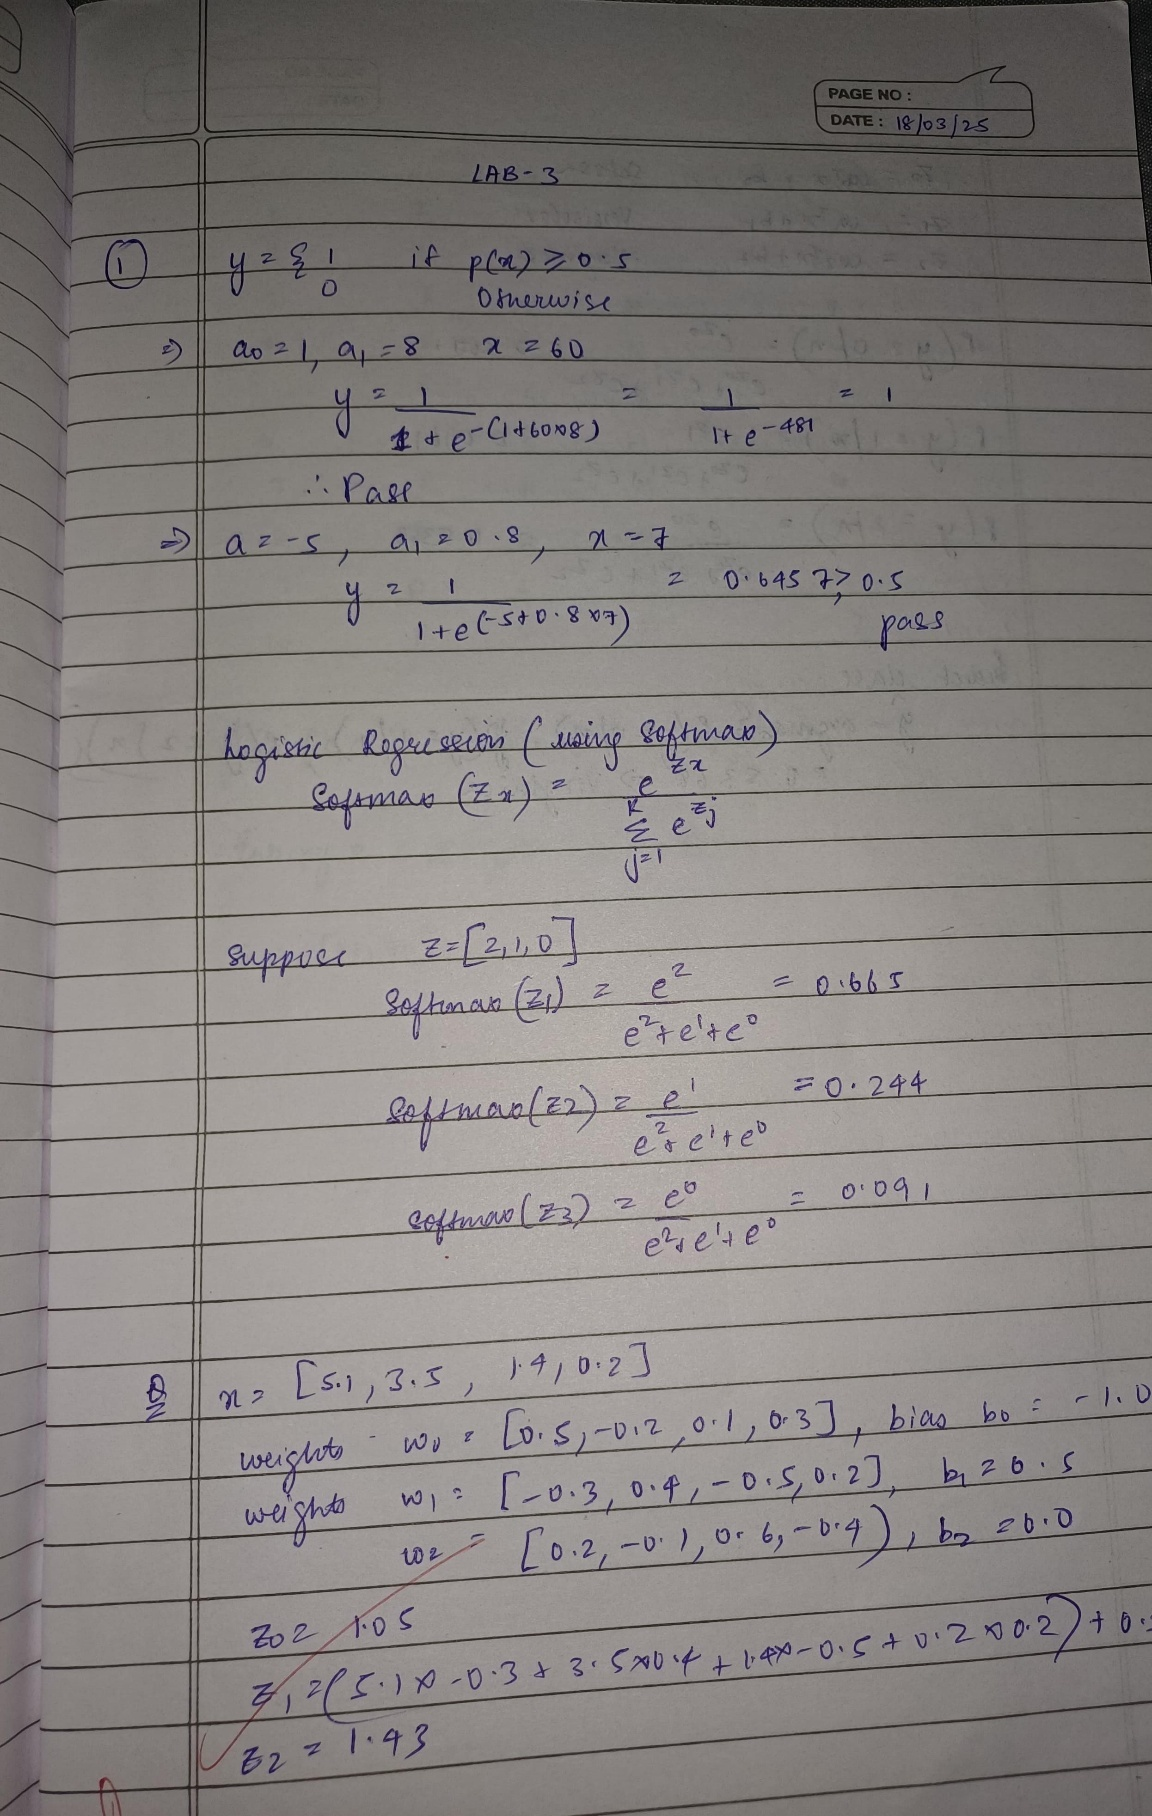 PAGE NO :
DATE : 18/03/25
LAB-3
① y = { 1 if p(x) ≥ 0.5
0 Otherwise
⇒) a0 = 1, a1 = 8 x = 60
y = 1 / 1 + e^-(1+60×8) = 1 / 1+e^-481 = 1
∴ Pass
⇒) a = -5, a1 = 0.8, x = 7
y = 1 / 1+e^(-5+0.8×7) = 0.6457 > 0.5
pass
Logistic Regression (using Softmax)
Softmax (Zx) = e^zx / K Σ j=1 e^zj
Suppose Z=[2,1,0]
Softmax (Z1) = e^2 / e^2+e^1+e^0 = 0.665
Softmax(Z2) = e^1 / e^2+e^1+e^0 = 0.244
Softmax(Z3) = e^0 / e^2+e^1+e^0 = 0.091
Q x = [5.1, 3.5, 1.4, 0.2]
weights w0 = [0.5, -0.2, 0.1, 0.3], bias b0 = -1.0
weights w1 = [-0.3, 0.4, -0.5, 0.2], b1 = 0.5
w2 = [0.2, -0.1, 0.6, -0.4), b2 = 0.0
Z0 = 1.05
Z1 = (5.1 × -0.3 + 3.5×0.4 + 1.4×-0.5 + 0.2×0.2) + 0.
Z2 = 1.43